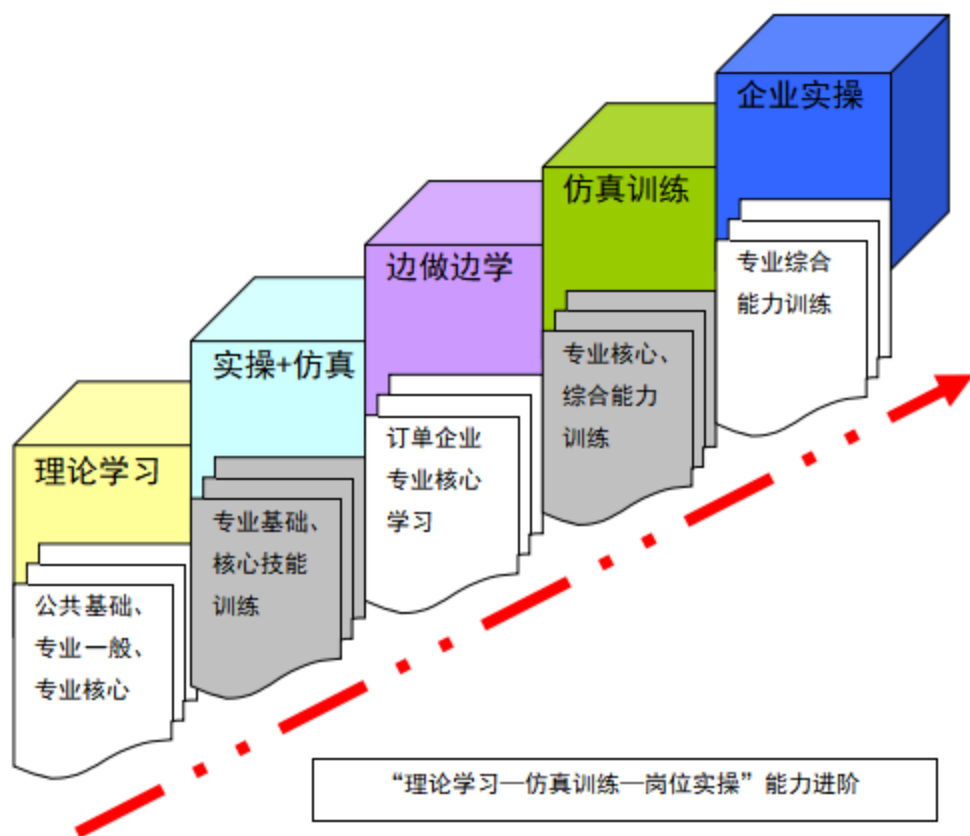 企业实操
专业综合
能力训练
仿真训练
专业核心、
综合能力
训练
边做边学
订单企业
专业核心
学习
实操+仿真
专业基础、
核心技能
训练
理论学习
公共基础、
专业一般、
专业核心
“理论学习—仿真训练—岗位实操”能力进阶